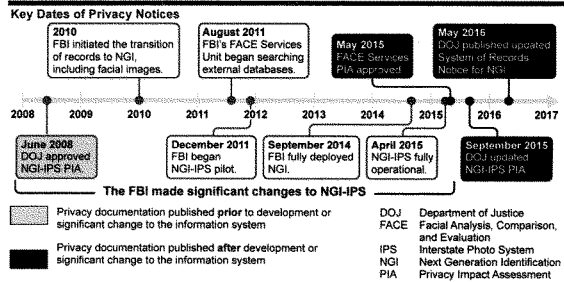 Key Dates of Privacy Notices
2010
FBI initiated the transition
of records to NGI,
including facial images.
August 2011
FBI's FACE Services
Unit began searching
external databases.
May 2015
FACE Services
PIA approved
May 2016
DOJ published updated
System of Records
Notice for NGI
2008 2009 2010 2011 2012 2013 2014 2015 2016 2017
June 2008
DOJ approved
NGI-IPS PIA.
December 2011
FBI began
NGI-IPS pilot.
September 2014
FBI fully deployed
NGI.
April 2015
NGI-IPS fully
operational.
September 2015
DOJ updated
NGI-IPS PIA
The FBI made significant changes to NGI-IPS
Privacy documentation published prior to development or
significant change to the information system
Privacy documentation published after development or
significant change to the information system
DOJ Department of Justice
FACE Facial Analysis, Comparison,
and Evaluation
IPS Interstate Photo System
NGI Next Generation Identification
PIA Privacy Impact Assessment